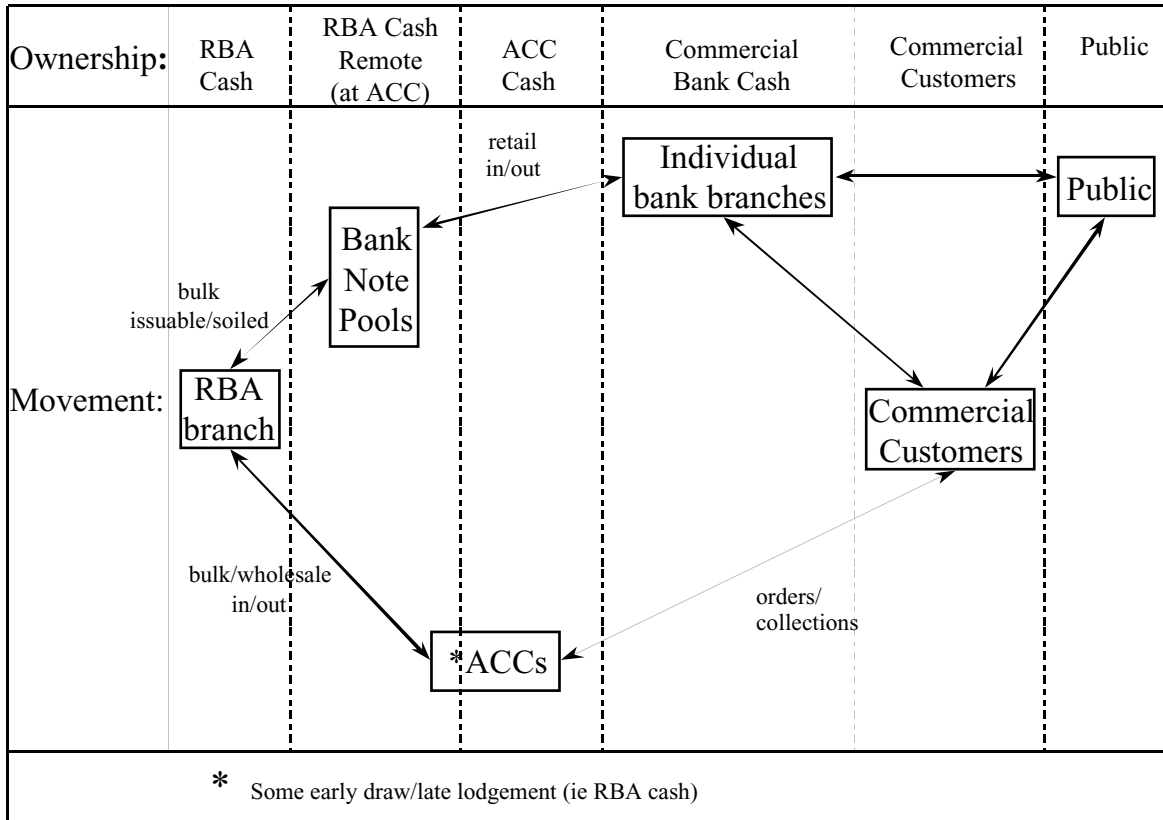 Ownership:
RBA
Cash
RBA Cash
Remote
(at ACC)
ACC
Cash
Commercial
Bank Cash
Commercial
Customers
Public
retail
in/out
Individual
bank branches
Public
Bank
Note
Pools
bulk
issuable/soiled
Movement:
RBA
branch
Commercial
Customers
bulk/wholesale
in/out
orders/
collections
*ACCs
* Some early draw/late lodgement (ie RBA cash)